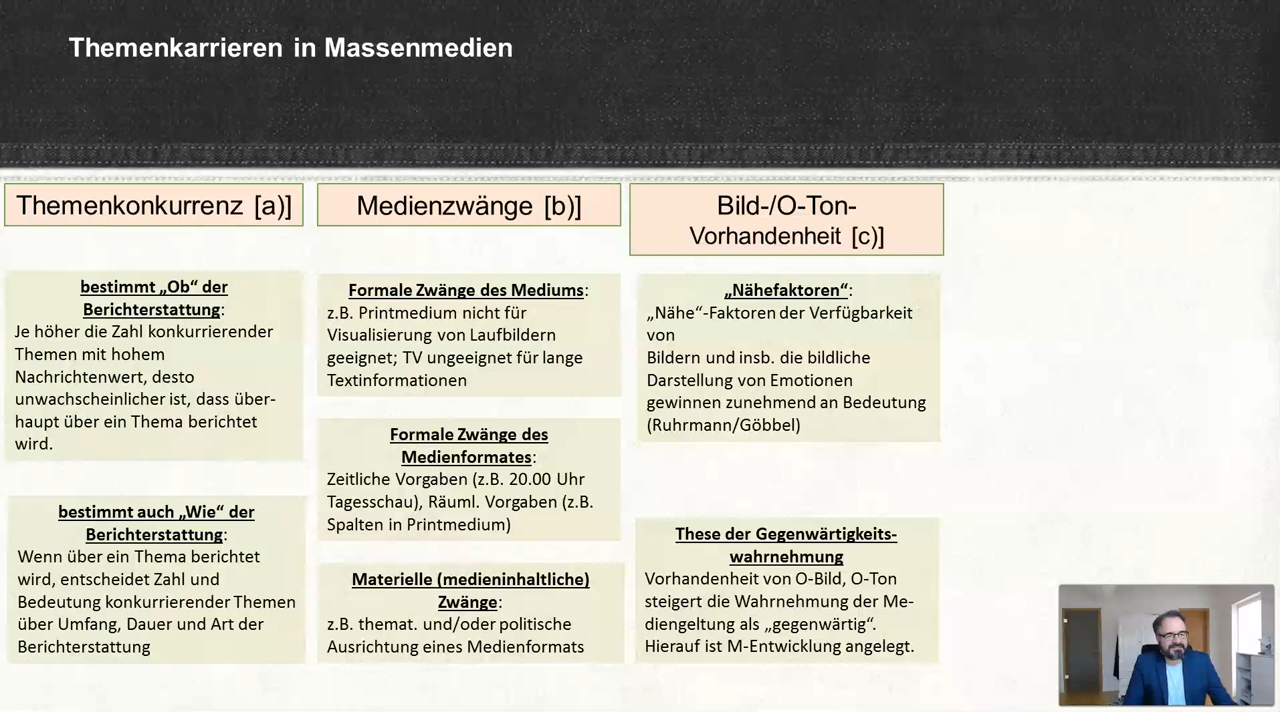 Themenkarrieren in Massenmedien
Themenkonkurrenz [a)]
bestimmt „Ob“ der
Berichterstattung:
Je höher die Zahl konkurrierender
Themen mit hohem
Nachrichtenwert, desto
unwachscheinlicher ist, dass über-
haupt über ein Thema berichtet
wird.
bestimmt auch „Wie“ der
Berichterstattung:
Wenn über ein Thema berichtet
wird, entscheidet Zahl und
Bedeutung konkurrierender Themen
über Umfang, Dauer und Art der
Berichterstattung
Medienzwänge [b)]
Formale Zwänge des Mediums:
z.B. Printmedium nicht für
Visualisierung von Laufbildern
geeignet; TV ungeeignet für lange
Textinformationen
Formale Zwänge des
Medienformates:
Zeitliche Vorgaben (z.B. 20.00 Uhr
Tagesschau), Räuml. Vorgaben (z.B.
Spalten in Printmedium)
Materielle (medieninhaltliche)
Zwänge:
z.B. themat. und/oder politische
Ausrichtung eines Medienformats
Bild-/O-Ton-
Vorhandenheit [c)]
„Nähefaktoren“:
„Nähe“-Faktoren der Verfügbarkeit
von
Bildern und insb. die bildliche
Darstellung von Emotionen
gewinnen zunehmend an Bedeutung
(Ruhrmann/Göbbel)
These der Gegenwärtigkeits-
wahrnehmung
Vorhandenheit von O-Bild, O-Ton
steigert die Wahrnehmung der Me-
diengeltung als „gegenwärtig“.
Hierauf ist M-Entwicklung angelegt.